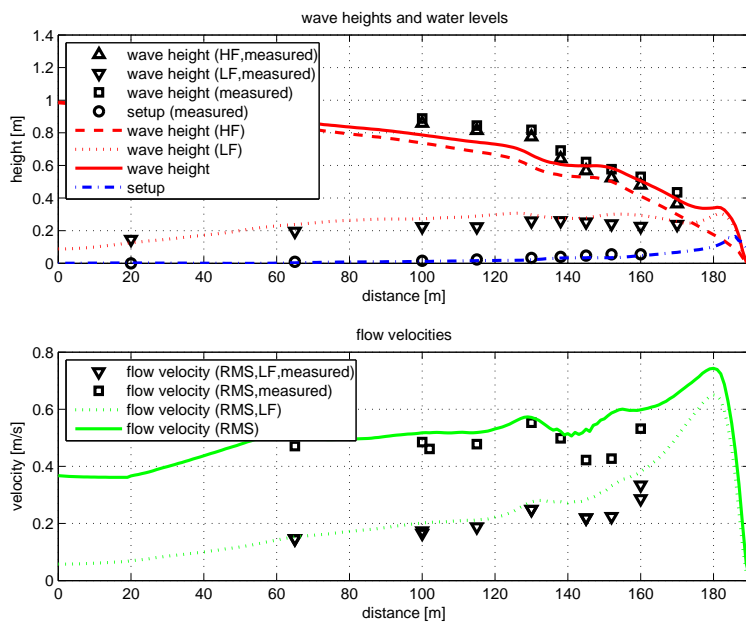 wave heights and water levels
1.4
1.2
1
0.8
0.6
0.4
0.2
0
height [m]
wave height (HF,measured)
wave height (LF,measured)
wave height (measured)
setup (measured)
wave height (HF)
wave height (LF)
wave height
setup
0 20 40 60 80 100 120 140 160 180
distance [m]
flow velocities
0.8
0.6
0.4
0.2
0
velocity [m/s]
flow velocity (RMS,LF,measured)
flow velocity (RMS,measured)
flow velocity (RMS,LF)
flow velocity (RMS)
0 20 40 60 80 100 120 140 160 180
distance [m]